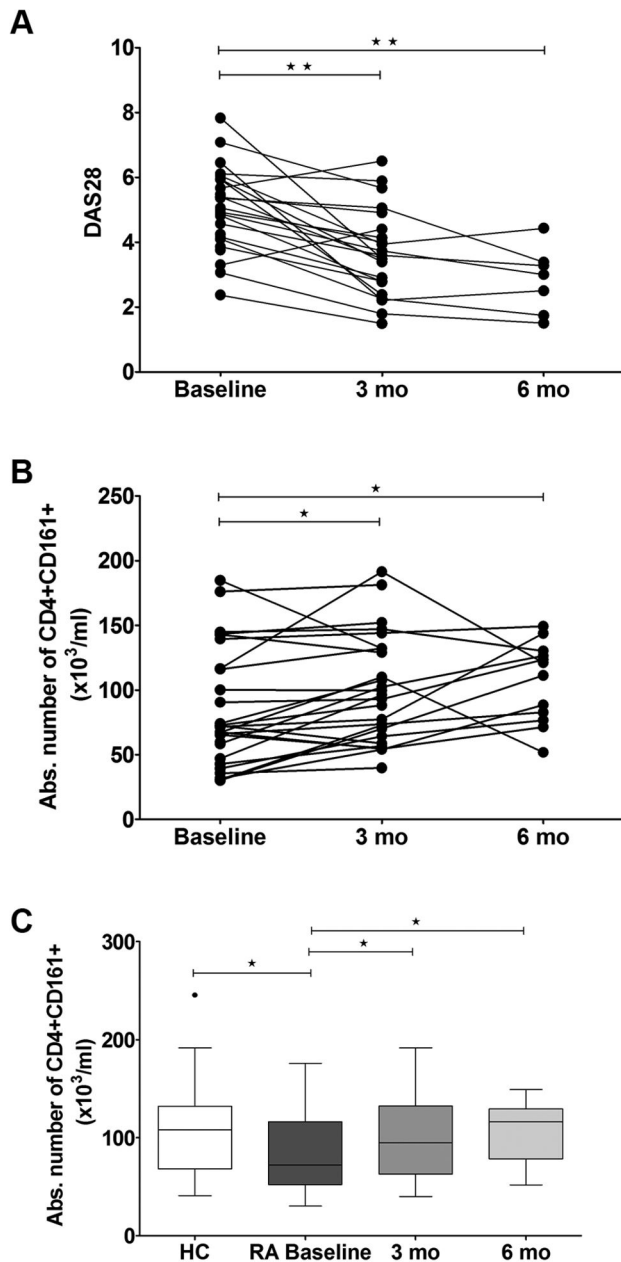 A
★ ★
★ ★
10
8
6
4
2
0
DAS28
Baseline 3 mo 6 mo
B
★
★
250
200
150
100
50
0
Abs. number of CD4+CD161+
(x10³/ml)
Baseline 3 mo 6 mo
C
★
★
★
300
200
100
0
Abs. number of CD4+CD161+
(x10³/ml)
HC RA Baseline 3 mo 6 mo